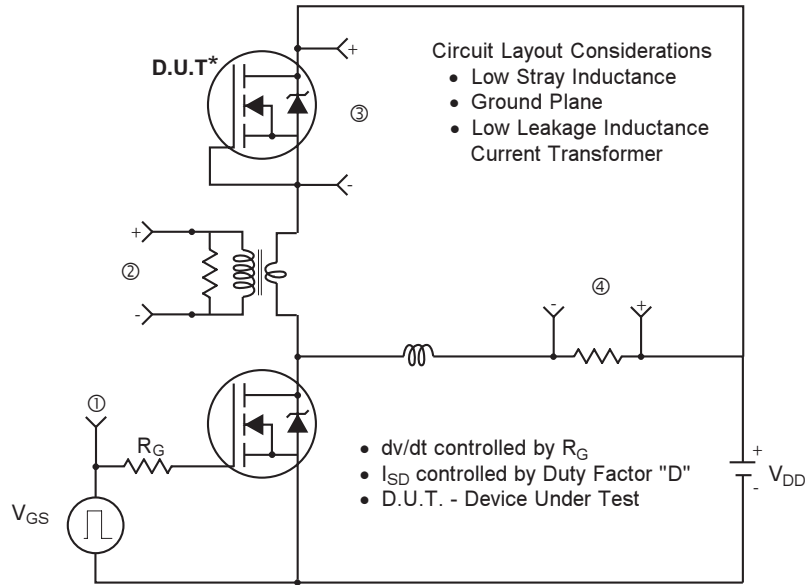 D.U.T*
+
Circuit Layout Considerations
• Low Stray Inductance
• Ground Plane
• Low Leakage Inductance
Current Transformer
③
-
+
②
-
④
-
+
①
R_G
• dv/dt controlled by R_G
• I_SD controlled by Duty Factor "D"
• D.U.T. - Device Under Test
+
-
V_DD
V_GS